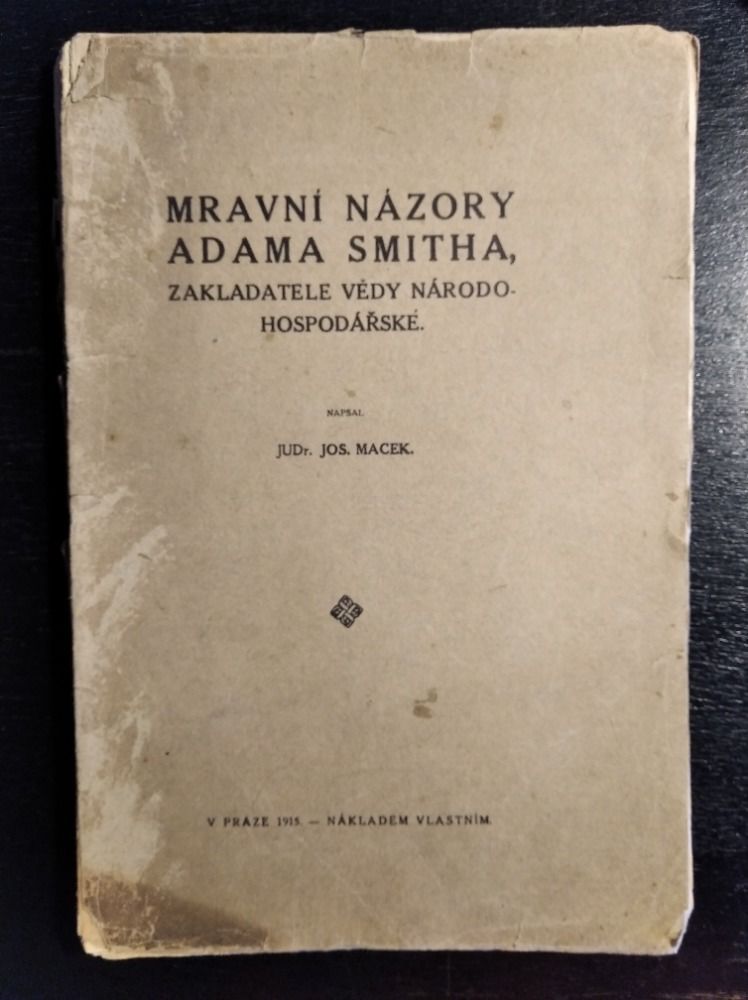 MRAVNÍ NÁZORY
ADAMA SMITHA,
ZAKLADATELE VĚDY NÁRODO-
HOSPODÁŘSKÉ.
NAPSAL
JUDr. JOS. MACEK.
V PRAZE 1915. — NÁKLADEM VLASTNÍM.